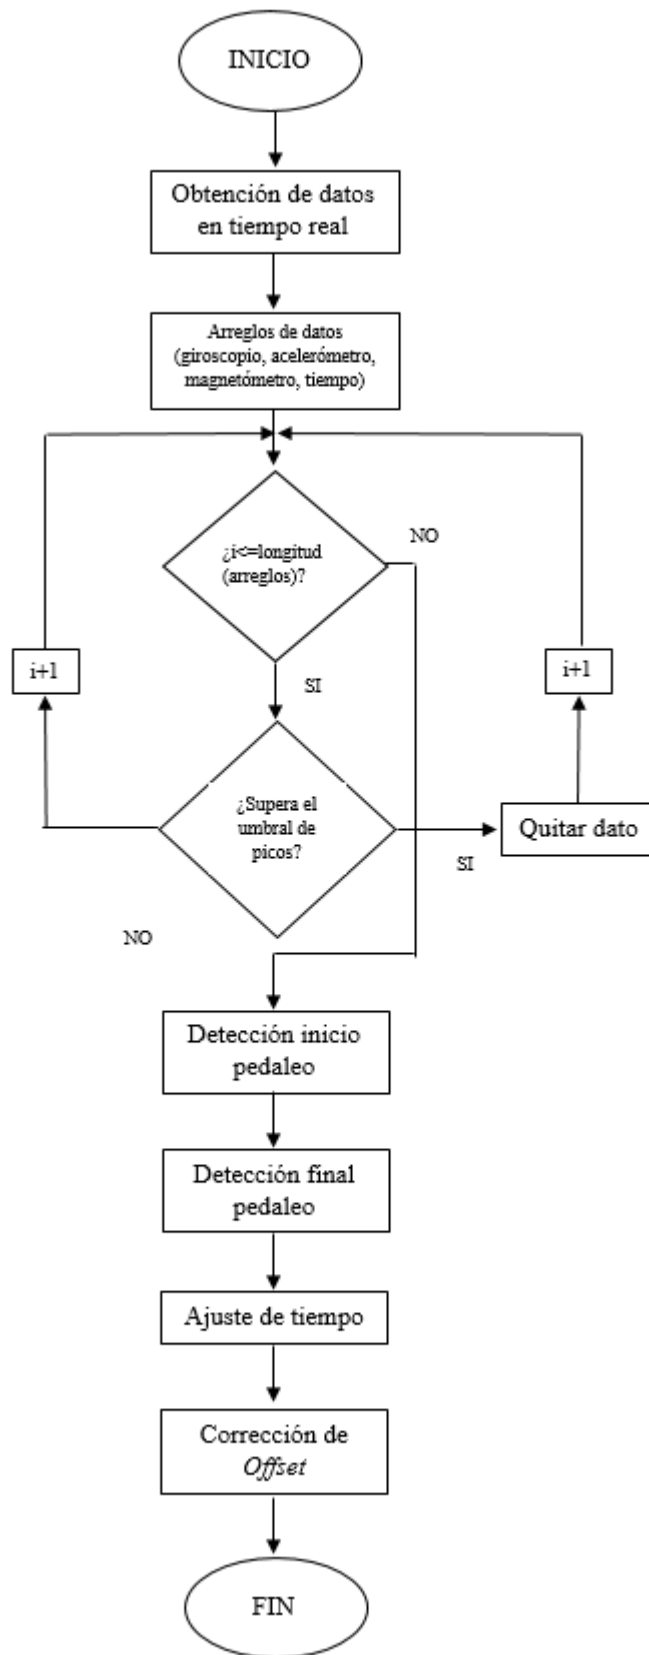 INICIO
Obtención de datos
en tiempo real
Arreglos de datos
(giroscopio, acelerómetro,
magnetómetro, tiempo)
¿i<=longitud
(arreglos)?
NO
SI
i+1
i+1
¿Supera el
umbral de
picos?
Quitar dato
SI
NO
Detección inicio
pedaleo
Detección final
pedaleo
Ajuste de tiempo
Corrección de
Offset
FIN